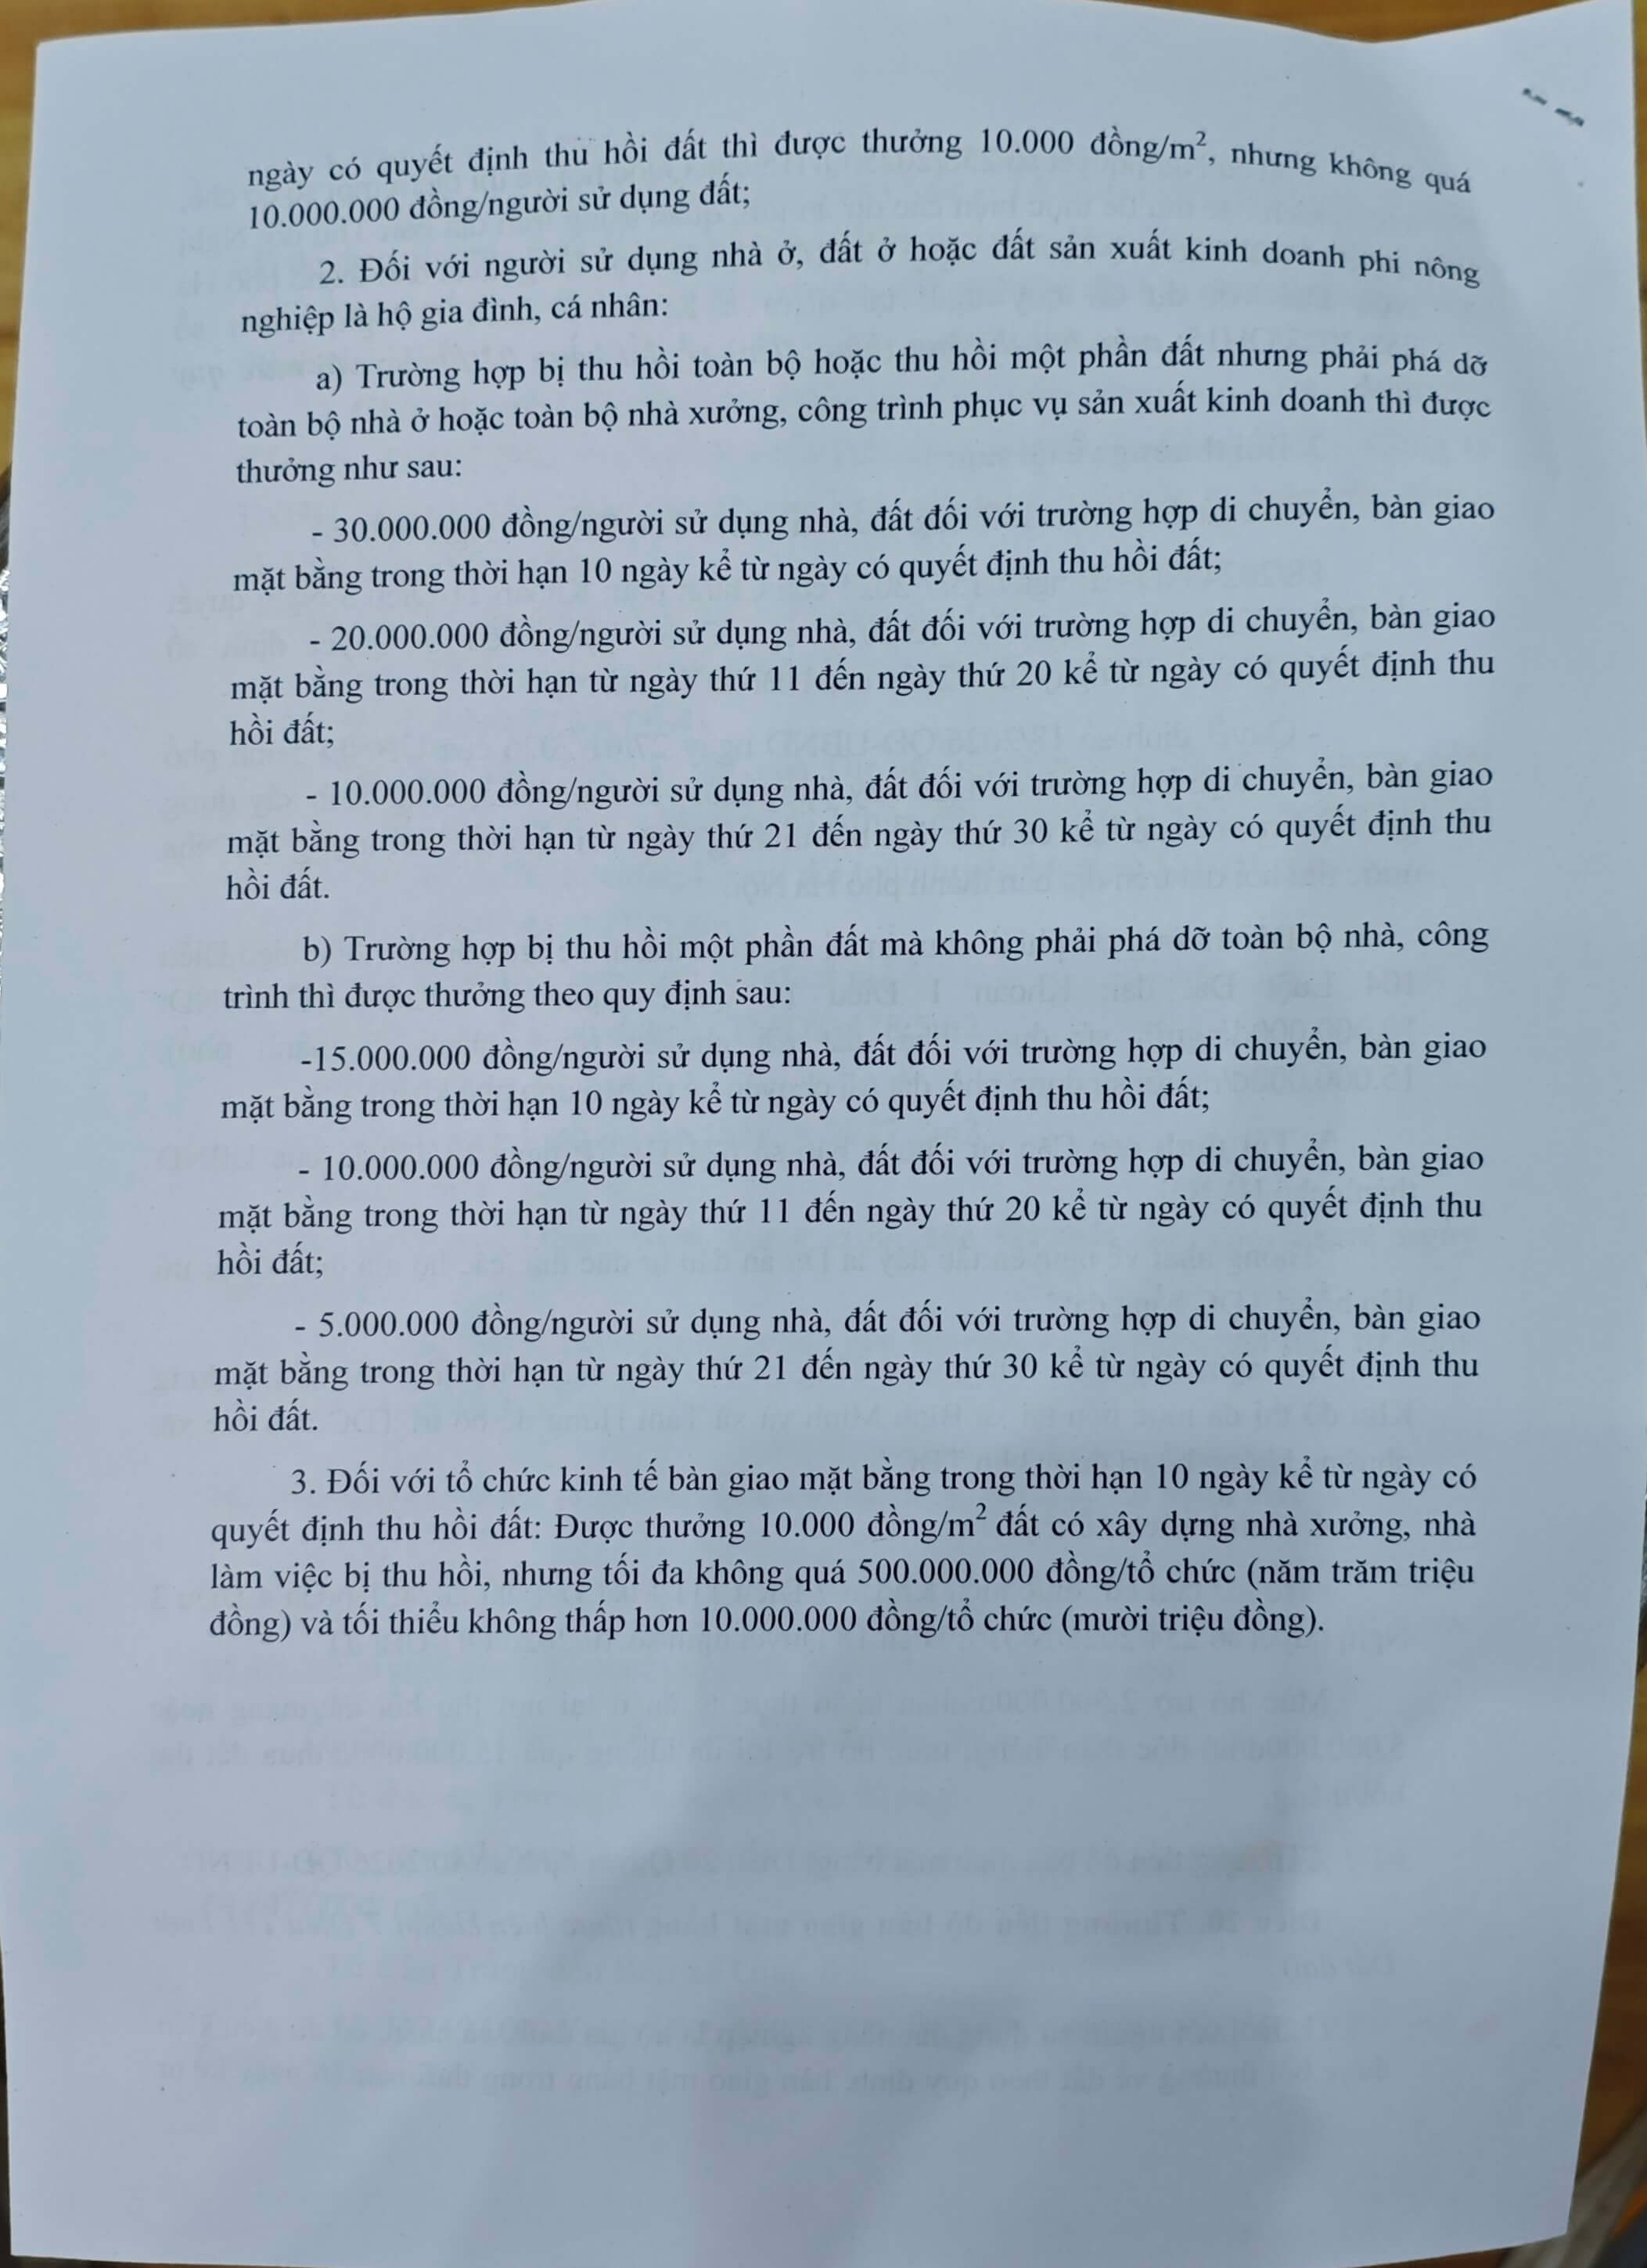 ngày có quyết định thu hồi đất thì được thưởng 10.000 đồng/m², nhưng không quá
10.000.000 đồng/người sử dụng đất;
2. Đối với người sử dụng nhà ở, đất ở hoặc đất sản xuất kinh doanh phi nông
nghiệp là hộ gia đình, cá nhân:
a) Trường hợp bị thu hồi toàn bộ hoặc thu hồi một phần đất nhưng phải phá dỡ
toàn bộ nhà ở hoặc toàn bộ nhà xưởng, công trình phục vụ sản xuất kinh doanh thì được
thưởng như sau:
- 30.000.000 đồng/người sử dụng nhà, đất đối với trường hợp di chuyển, bàn giao
mặt bằng trong thời hạn 10 ngày kể từ ngày có quyết định thu hồi đất;
- 20.000.000 đồng/người sử dụng nhà, đất đối với trường hợp di chuyển, bàn giao
mặt bằng trong thời hạn từ ngày thứ 11 đến ngày thứ 20 kể từ ngày có quyết định thu
hồi đất;
- 10.000.000 đồng/người sử dụng nhà, đất đối với trường hợp di chuyển, bàn giao
mặt bằng trong thời hạn từ ngày thứ 21 đến ngày thứ 30 kể từ ngày có quyết định thu
hồi đất.
b) Trường hợp bị thu hồi một phần đất mà không phải phá dỡ toàn bộ nhà, công
trình thì được thưởng theo quy định sau:
-15.000.000 đồng/người sử dụng nhà, đất đối với trường hợp di chuyển, bàn giao
mặt bằng trong thời hạn 10 ngày kể từ ngày có quyết định thu hồi đất;
- 10.000.000 đồng/người sử dụng nhà, đất đối với trường hợp di chuyển, bàn giao
mặt bằng trong thời hạn từ ngày thứ 11 đến ngày thứ 20 kể từ ngày có quyết định thu
hồi đất;
- 5.000.000 đồng/người sử dụng nhà, đất đối với trường hợp di chuyển, bàn giao
mặt bằng trong thời hạn từ ngày thứ 21 đến ngày thứ 30 kể từ ngày có quyết định thu
hồi đất.
3. Đối với tổ chức kinh tế bàn giao mặt bằng trong thời hạn 10 ngày kể từ ngày có
quyết định thu hồi đất: Được thưởng 10.000 đồng/m² đất có xây dựng nhà xưởng, nhà
làm việc bị thu hồi, nhưng tối đa không quá 500.000.000 đồng/tổ chức (năm trăm triệu
đồng) và tối thiểu không thấp hơn 10.000.000 đồng/tổ chức (mười triệu đồng).